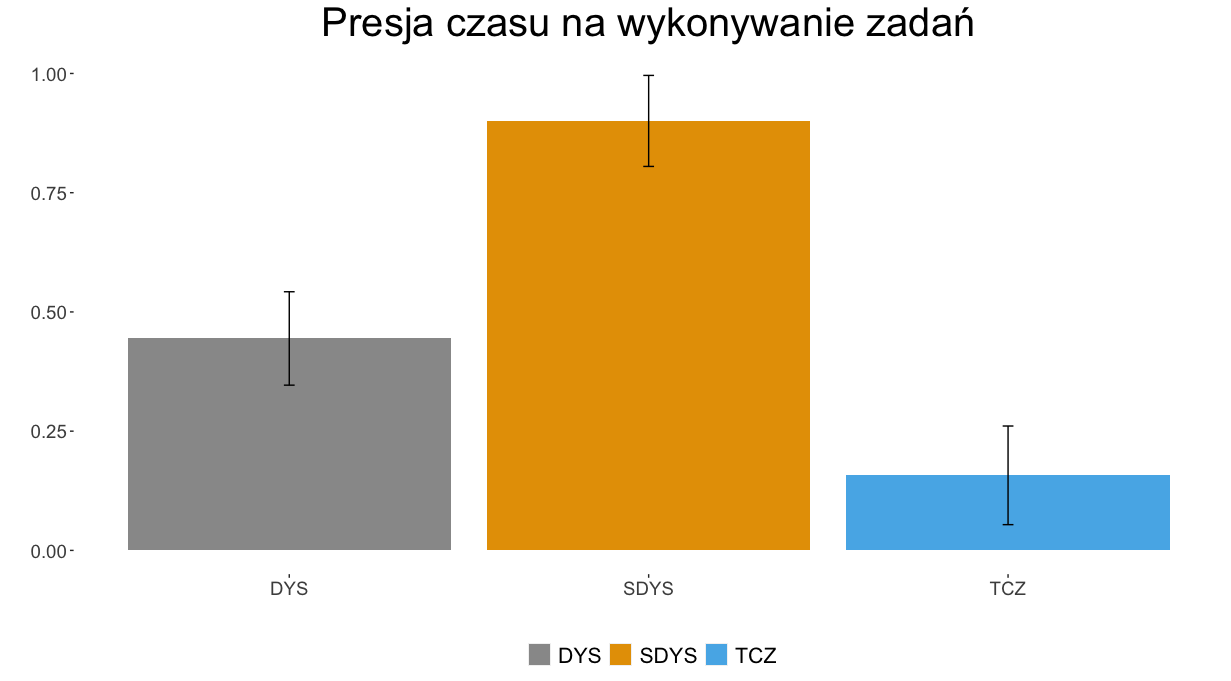 Presja czasu na wykonywanie zadań
1.00
0.75
0.50
0.25
0.00
DYS SDYS TCZ
DYS SDYS TCZ